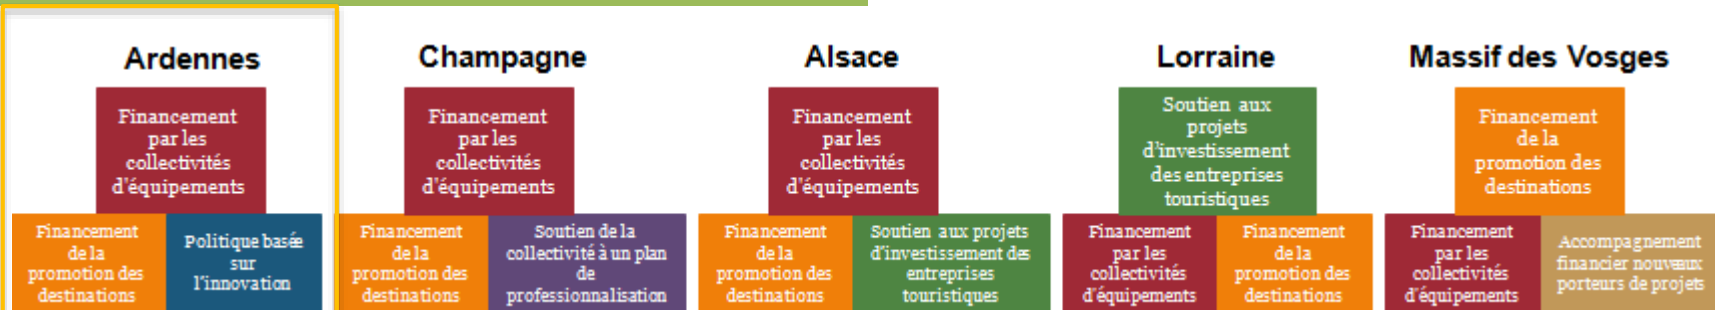 Ardennes
Financement
par les
collectivités
d'équipements
Financement
de la
promotion des
destinations
Politique basée
sur
l'innovation
Champagne
Financement
par les
collectivités
d'équipements
Financement
de la
promotion des
destinations
Soutien de la
collectivité à un plan
de
professionnalisation
Alsace
Financement
par les
collectivités
d'équipements
Financement
de la
promotion des
destinations
Soutien aux projets
d'investissement des
entreprises
touristiques
Lorraine
Soutien aux
projets
d'investissement
des entreprises
touristiques
Financement
par les
collectivités
d'équipements
Financement
de la
promotion des
destinations
Massif des Vosges
Financement
de la
promotion des
destinations
Financement
par les
collectivités
d'équipements
Accompagnement
financier nouveaux
porteurs de projets